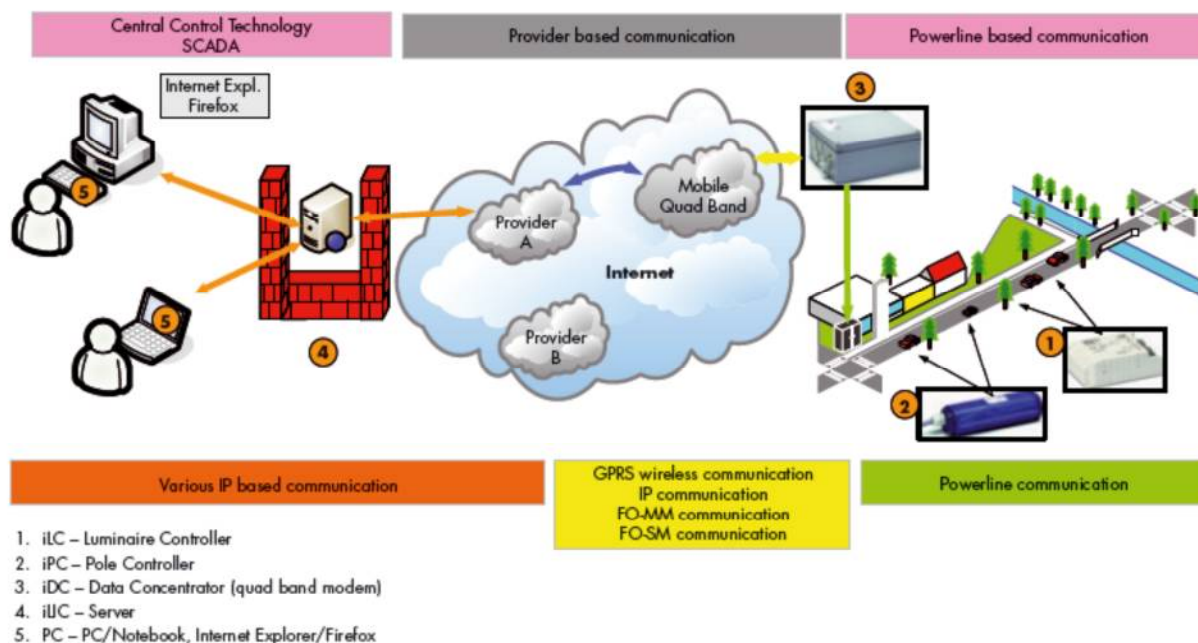 Central Control Technology
SCADA
Provider based communication
Powerline based communication
Internet Expl.
Firefox
3
5
Mobile
Quad Band
Provider
A
Internet
5
Provider
B
4
1
2
Various IP based communication
GPRS wireless communication
IP communication
FO-MM communication
FO-SM communication
Powerline communication
1. iLC – Luminaire Controller
2. iPC – Pole Controller
3. iDC – Data Concentrator (quad band modem)
4. iLIC – Server
5. PC – PC/Notebook, Internet Explorer/Firefox